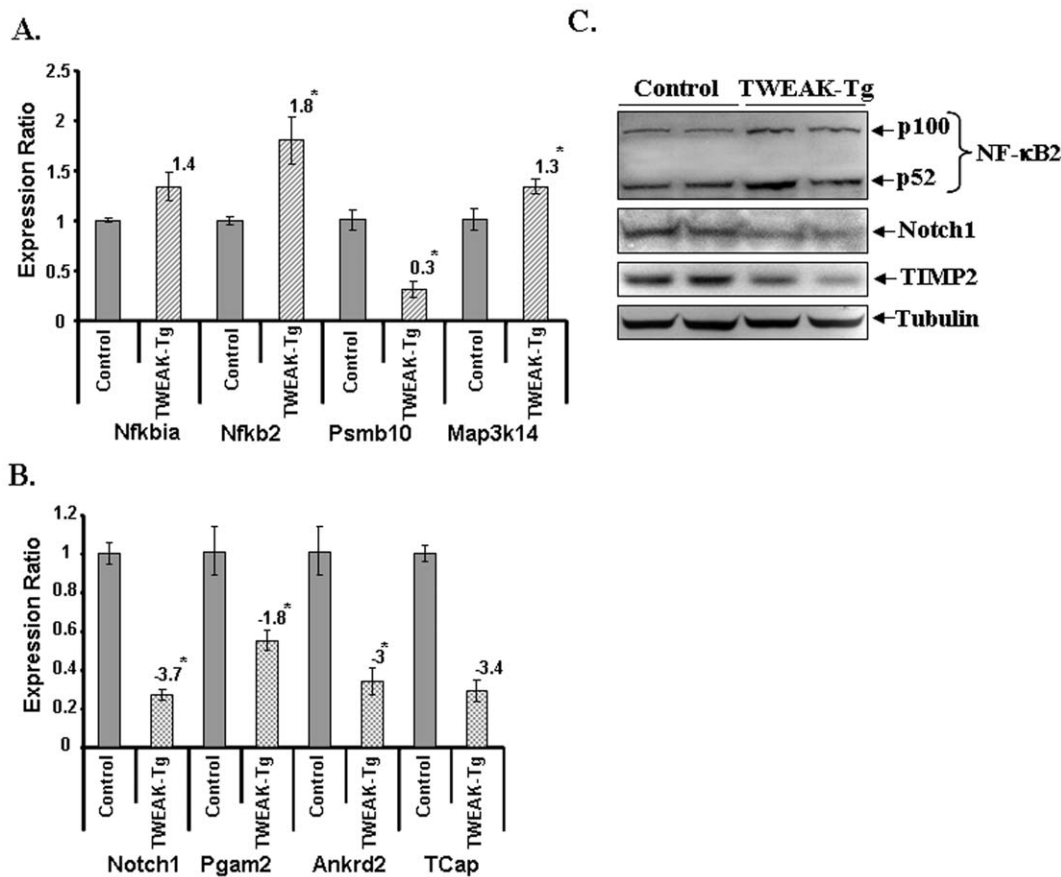 A.
2.5
2
1.5
1
0.5
0
Expression Ratio
1.4
1.8*
0.3*
1.3*
Control
TWEAK-Tg
Control
TWEAK-Tg
Control
TWEAK-Tg
Control
TWEAK-Tg
Nfkbia
Nfkb2
Psmb10
Map3k14
B.
1.2
1
0.8
0.6
0.4
0.2
0
Expression Ratio
-3.7*
-1.8*
-3*
-3.4
Control
TWEAK-Tg
Control
TWEAK-Tg
Control
TWEAK-Tg
Control
TWEAK-Tg
Notch1
Pgam2
Ankrd2
TCap
C.
Control TWEAK-Tg
p100
p52
NF-κB2
Notch1
TIMP2
Tubulin